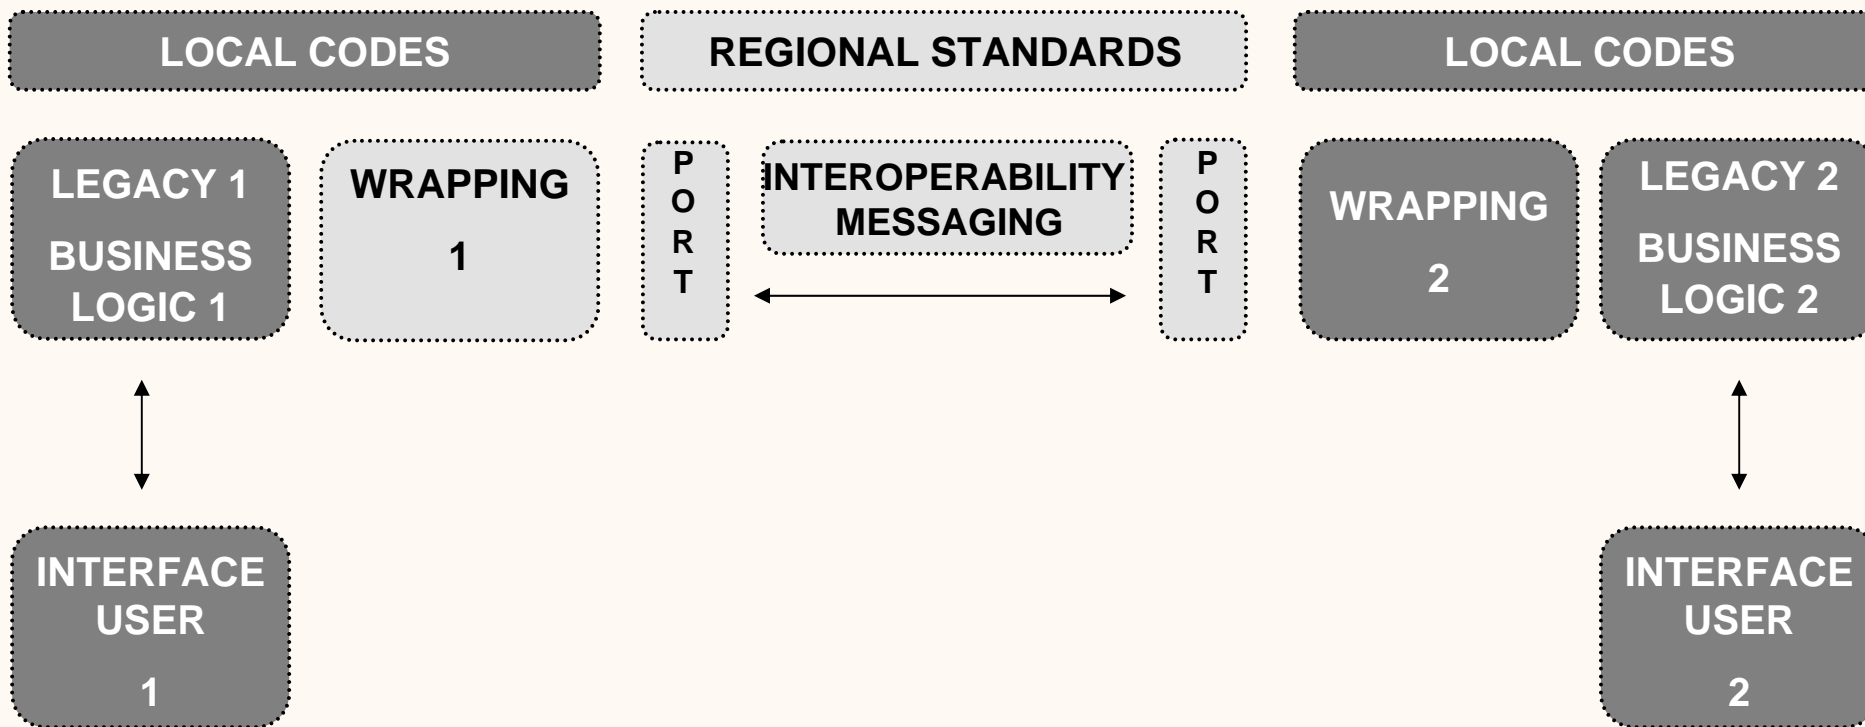 LOCAL CODES
REGIONAL STANDARDS
LOCAL CODES
LEGACY 1
BUSINESS
LOGIC 1
WRAPPING
1
P
O
R
T
INTEROPERABILITY
MESSAGING
P
O
R
T
WRAPPING
2
LEGACY 2
BUSINESS
LOGIC 2
INTERFACE
USER
1
INTERFACE
USER
2